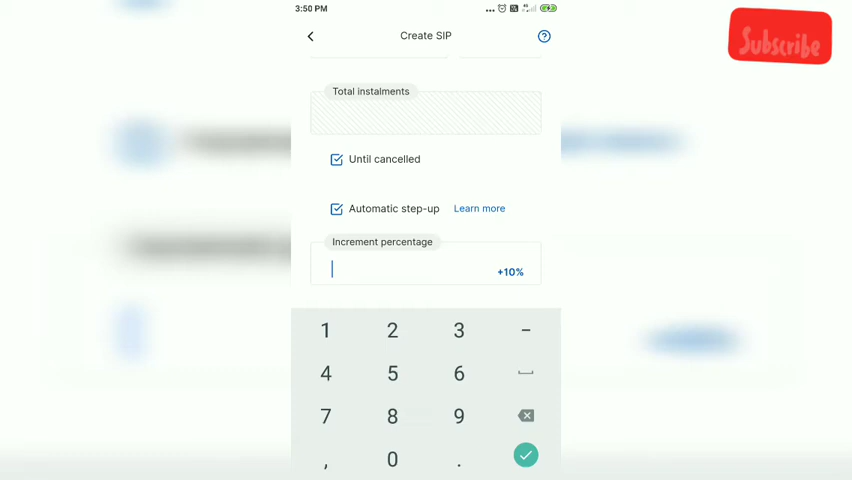 3:50 PM
Create SIP
Subscribe
Total instalments
Until cancelled
Automatic step-up Learn more
Increment percentage
+10%
1 2 3 -
4 5 6
7 8 9
, 0 .